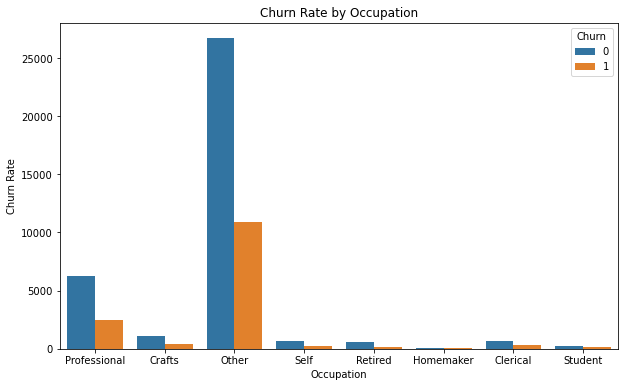 Churn Rate by Occupation
Churn
0
1
25000
20000
15000
10000
5000
0
Churn Rate
Professional Crafts Other Self Retired Homemaker Clerical Student
Occupation